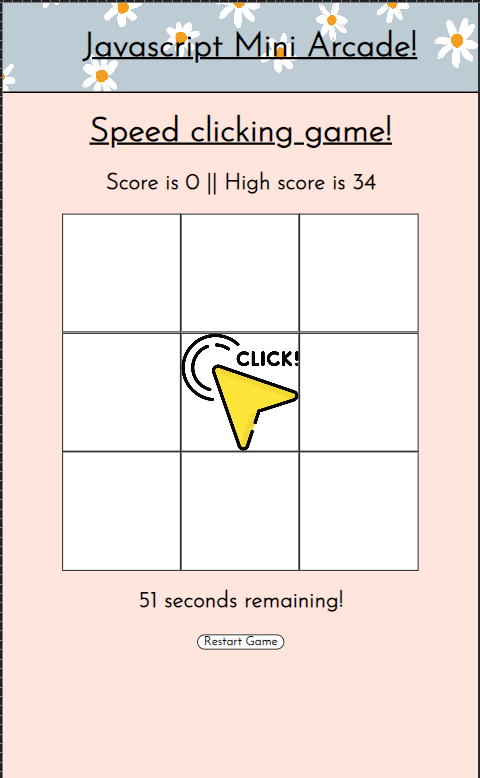 Javascript Mini Arcade!
Speed clicking game!
Score is 0 || High score is 34
CLICK!
51 seconds remaining!
Restart Game